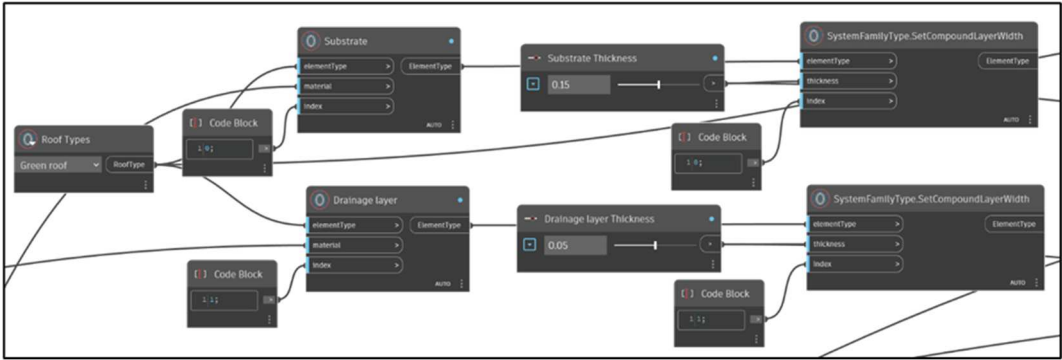 Roof Types
Green roof RoofType
Substrate
elementType > ElementType
material >
index >
AUTO
Code Block
1 0; >
Substrate Thickness
0.15 >
SystemFamilyType.SetCompoundLayerWidth
elementType > ElementType
thickness >
index >
AUTO
Code Block
1 0; >
Drainage layer
elementType > ElementType
material >
index >
AUTO
Code Block
1 1; >
Drainage layer Thickness
0.05 >
SystemFamilyType.SetCompoundLayerWidth
elementType > ElementType
thickness >
index >
AUTO
Code Block
1 1; >